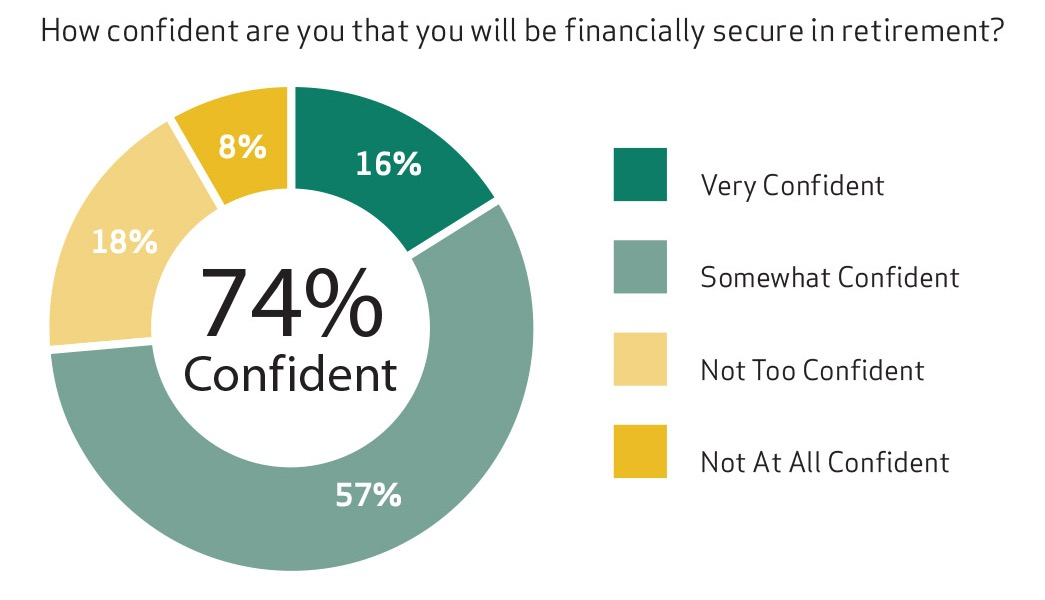 How confident are you that you will be financially secure in retirement?
8%
16%
18%
74%
Confident
57%
Very Confident
Somewhat Confident
Not Too Confident
Not At All Confident